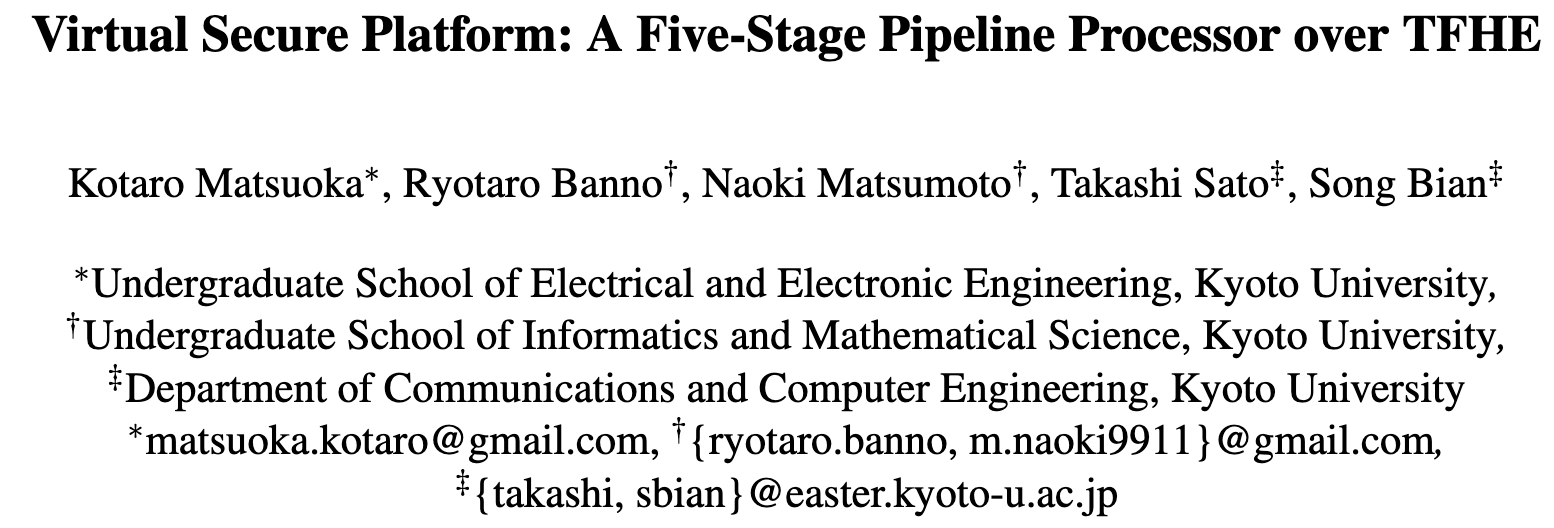 Virtual Secure Platform: A Five-Stage Pipeline Processor over TFHE
Kotaro Matsuoka*, Ryotaro Banno†, Naoki Matsumoto†, Takashi Sato‡, Song Bian‡
*Undergraduate School of Electrical and Electronic Engineering, Kyoto University,
†Undergraduate School of Informatics and Mathematical Science, Kyoto University,
‡Department of Communications and Computer Engineering, Kyoto University
*matsuoka.kotaro@gmail.com, †{ryotaro.banno, m.naoki9911}@gmail.com,
‡{takashi, sbian}@easter.kyoto-u.ac.jp